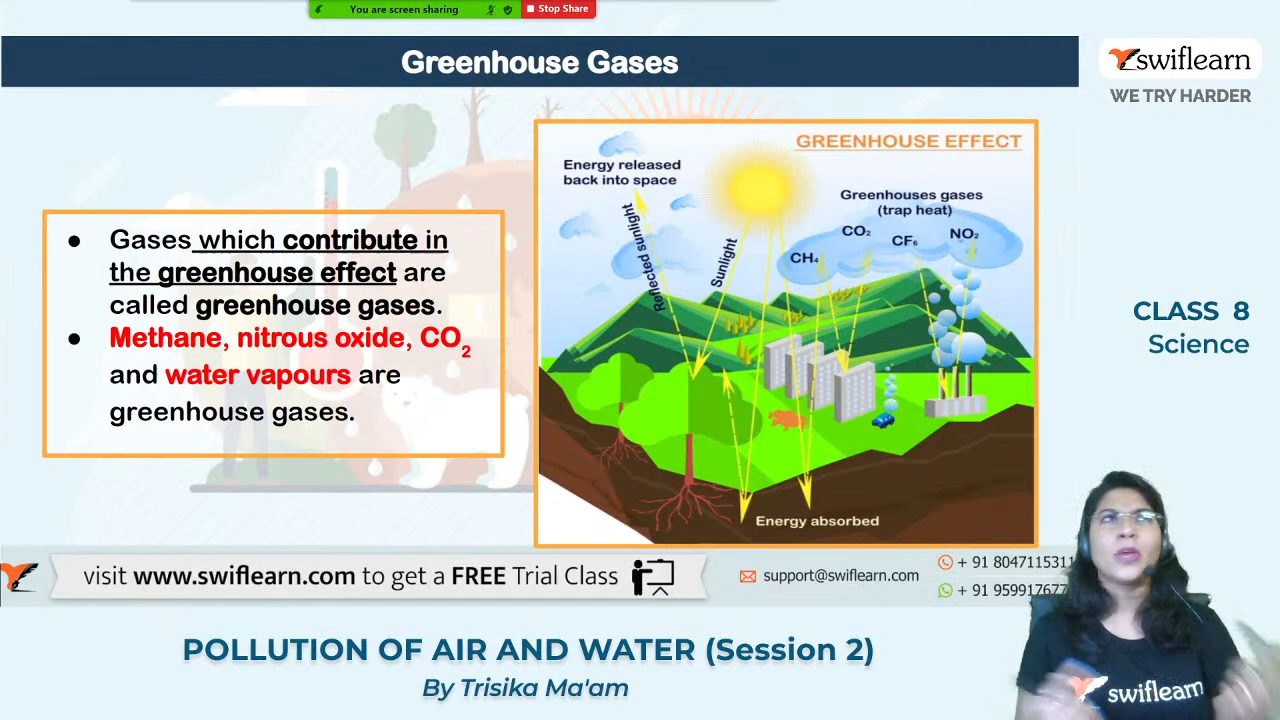 You are screen sharing
Stop Share
Greenhouse Gases
swiflearn
WE TRY HARDER
GREENHOUSE EFFECT
Energy released
back into space
Reflected sunlight
Sunlight
Greenhouses gases
(trap heat)
CH₄
CO₂
CF₆
NO₂
Energy absorbed
● Gases which contribute in
the greenhouse effect are
called greenhouse gases.
● Methane, nitrous oxide, CO₂
and water vapours are
greenhouse gases.
CLASS 8
Science
visit www.swiflearn.com to get a FREE Trial Class
support@swiflearn.com
+ 91 8047115311
+ 91 959917677
POLLUTION OF AIR AND WATER (Session 2)
By Trisika Ma'am
swiflearn